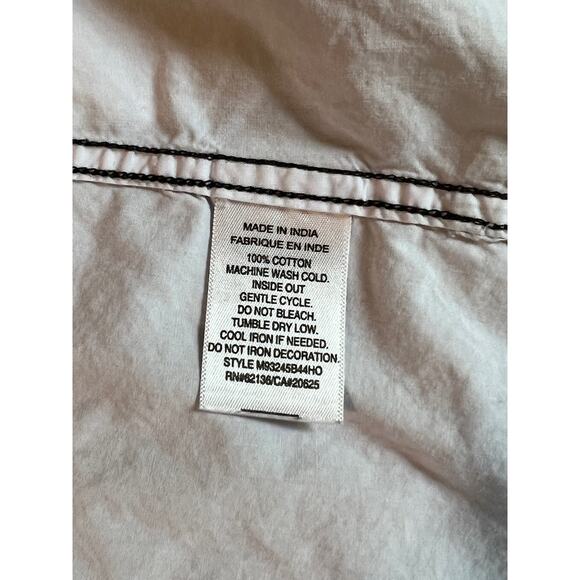 MADE IN INDIA
FABRIQUE EN INDE
100% COTTON
MACHINE WASH COLD.
INSIDE OUT
GENTLE CYCLE.
DO NOT BLEACH.
TUMBLE DRY LOW.
COOL IRON IF NEEDED.
DO NOT IRON DECORATION.
STYLE M93245B44HO
RN#62136/CA#20625